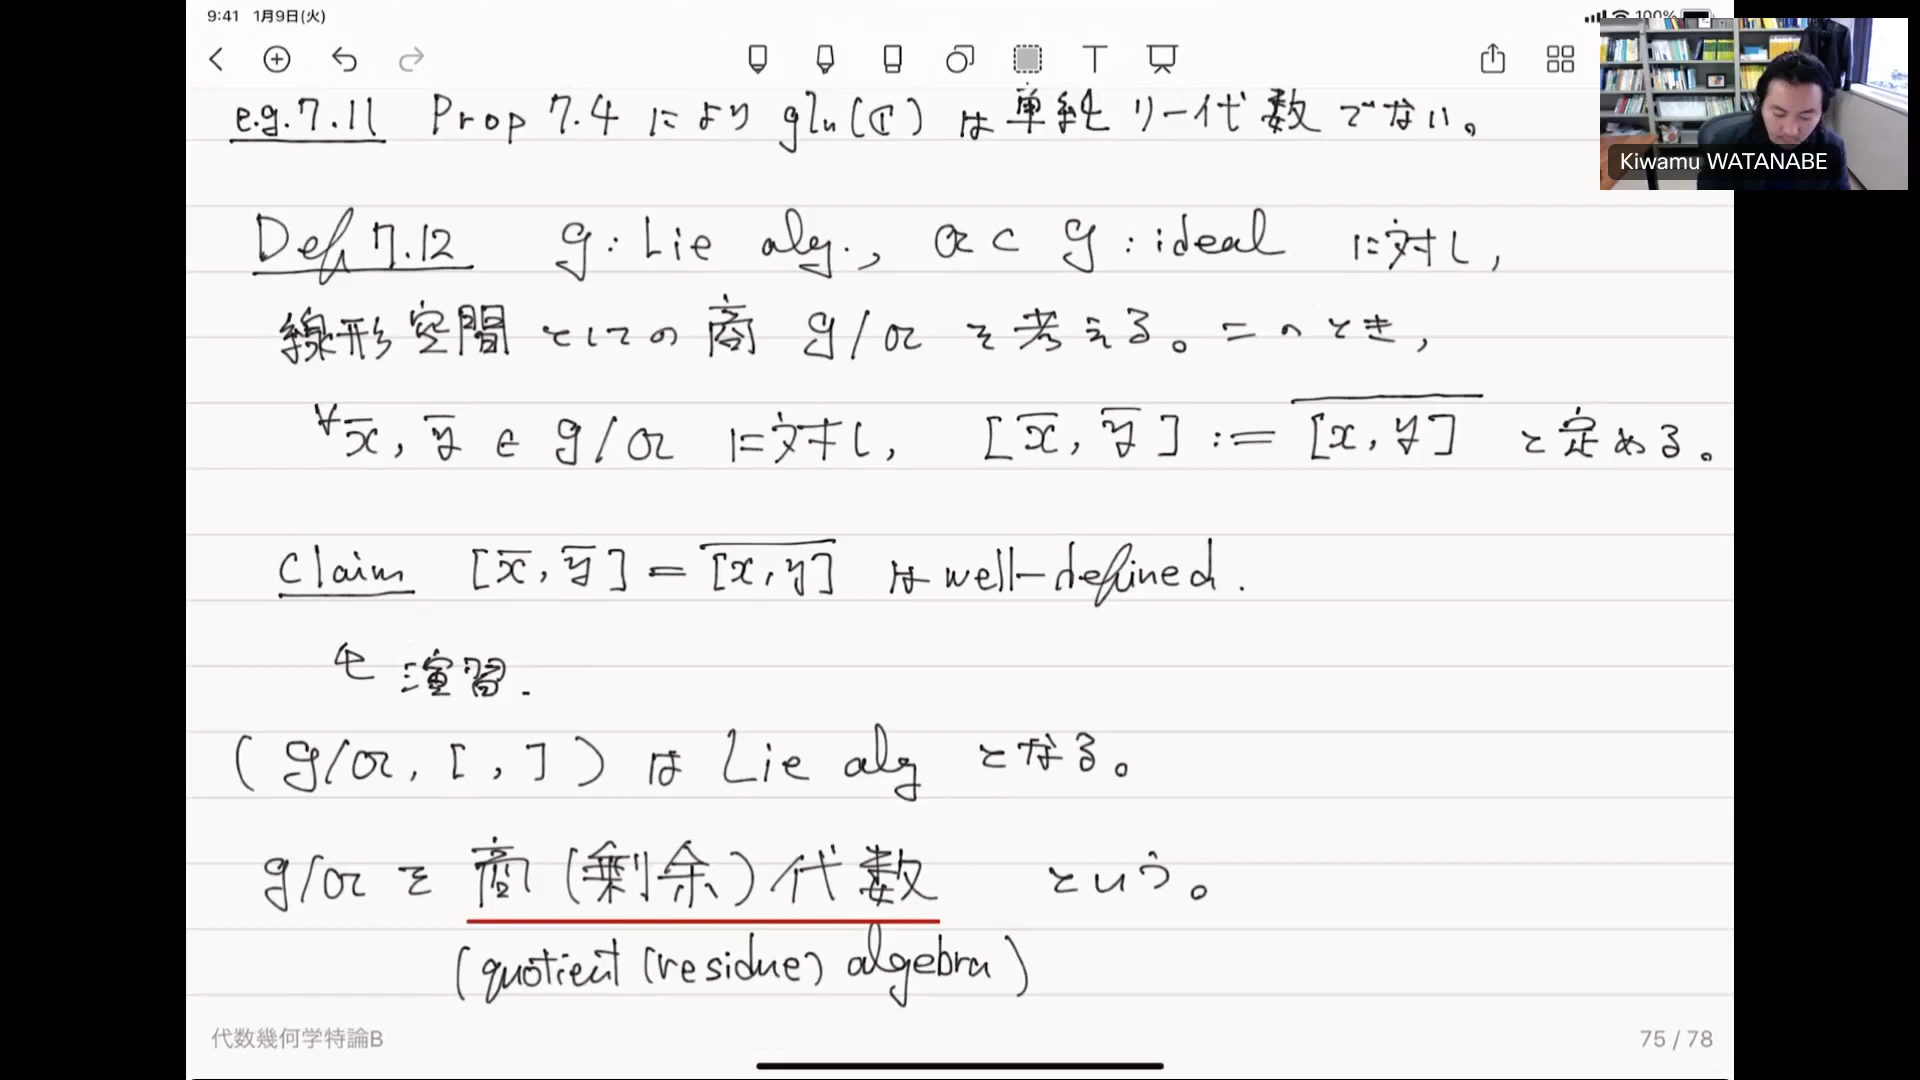 9:41 1月9日(火)
100%
Kiwamu WATANABE
e.g.7.11 Prop 7.4 により gln(ℂ) は単純リー代数でない。
Def 7.12 𝔤: Lie alg., 𝔞 ⊂ 𝔤 : ideal に対し,
線形空間としての商 𝔤/𝔞 を考える。このとき,
∀x̄, ȳ ∈ 𝔤/𝔞 に対し, [x̄, ȳ] := \overline{[x, y]} と定める。
Claim [x̄, ȳ] = \overline{[x, y]} は well-defined.
演習.
(𝔤/𝔞, [ , ]) は Lie alg となる。
𝔤/𝔞 を 商(剰余)代数 という。
(quotient (residue) algebra)
代数幾何学特論B
75 / 78